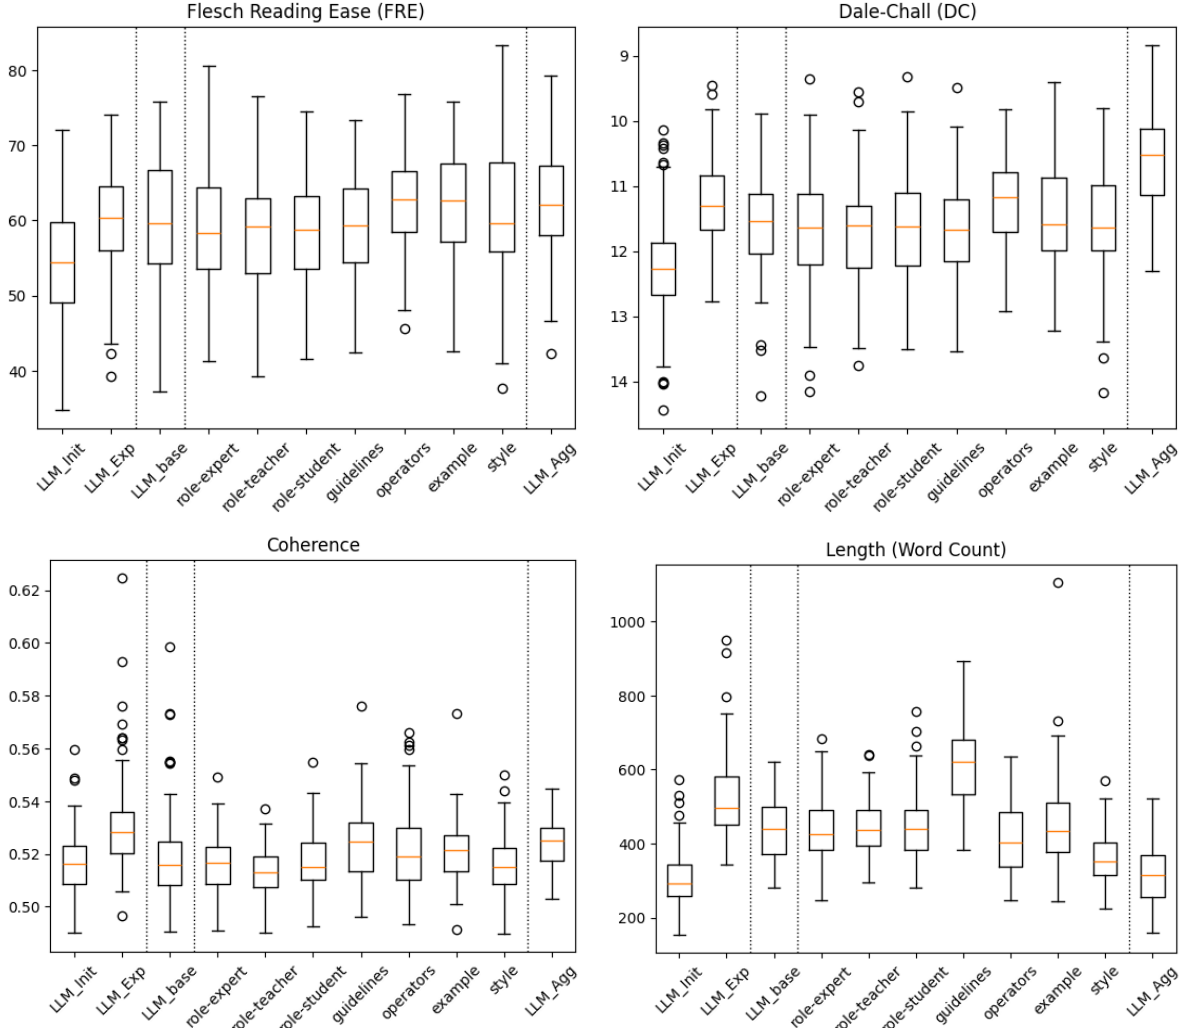 Flesch Reading Ease (FRE)
80
70
60
50
40
LLM_Init
LLM_Exp
LLM_base
role-expert
role-teacher
role-student
guidelines
operators
example
style
LLM_Agg
Dale-Chall (DC)
9
10
11
12
13
14
LLM_Init
LLM_Exp
LLM_base
role-expert
role-teacher
role-student
guidelines
operators
example
style
LLM_Agg
Coherence
0.62
0.60
0.58
0.56
0.54
0.52
0.50
LLM_Init
LLM_Exp
LLM_base
role-expert
role-teacher
role-student
guidelines
operators
example
style
LLM_Agg
Length (Word Count)
1000
800
600
400
200
LLM_Init
LLM_Exp
LLM_base
role-expert
role-teacher
role-student
guidelines
operators
example
style
LLM_Agg